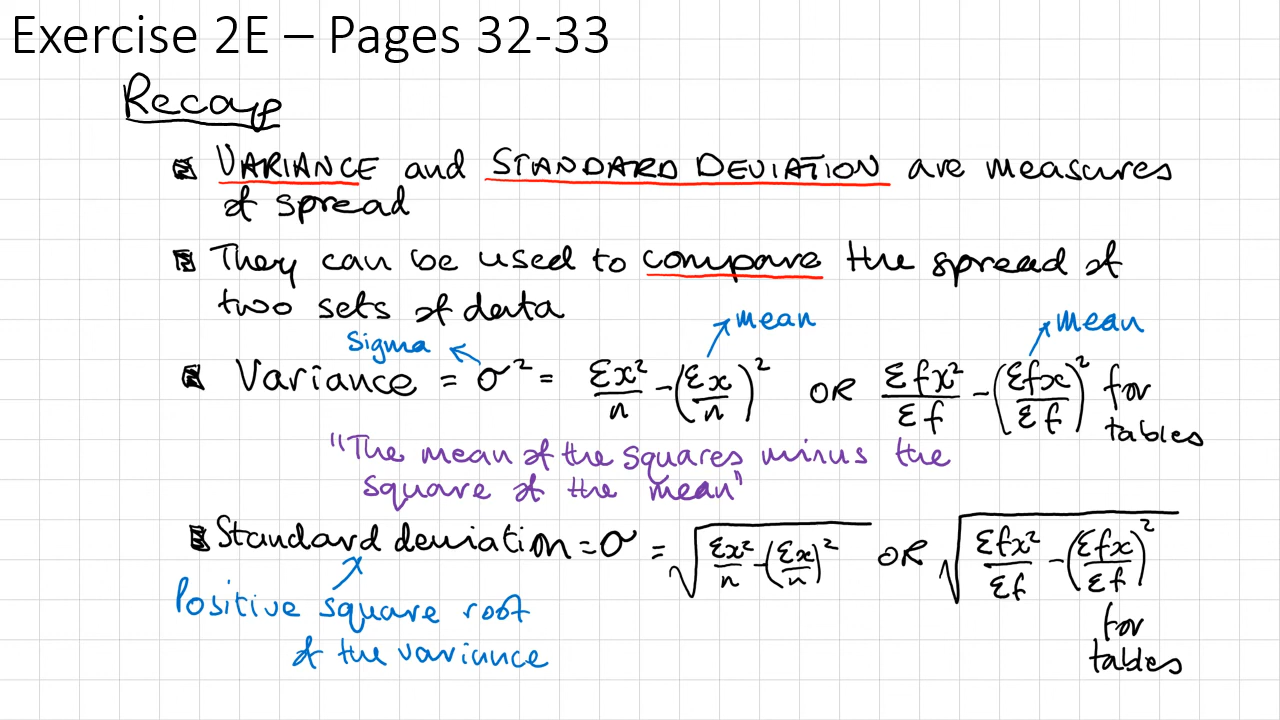 Exercise 2E – Pages 32-33
Recap
VARIANCE and STANDARD DEVIATION are measures
of spread
They can be used to compare the spread of
two sets of data
mean
mean
Sigma
Variance = σ² = Σx²/n - (Σx/n)² OR Σfx²/Σf - (Σfx/Σf)² for
tables
"The mean of the squares minus the
square of the mean"
Standard deviation = σ = √(Σx²/n - (Σx/n)²) OR √(Σfx²/Σf - (Σfx/Σf)²)
Positive square root
of the variance
for
tables